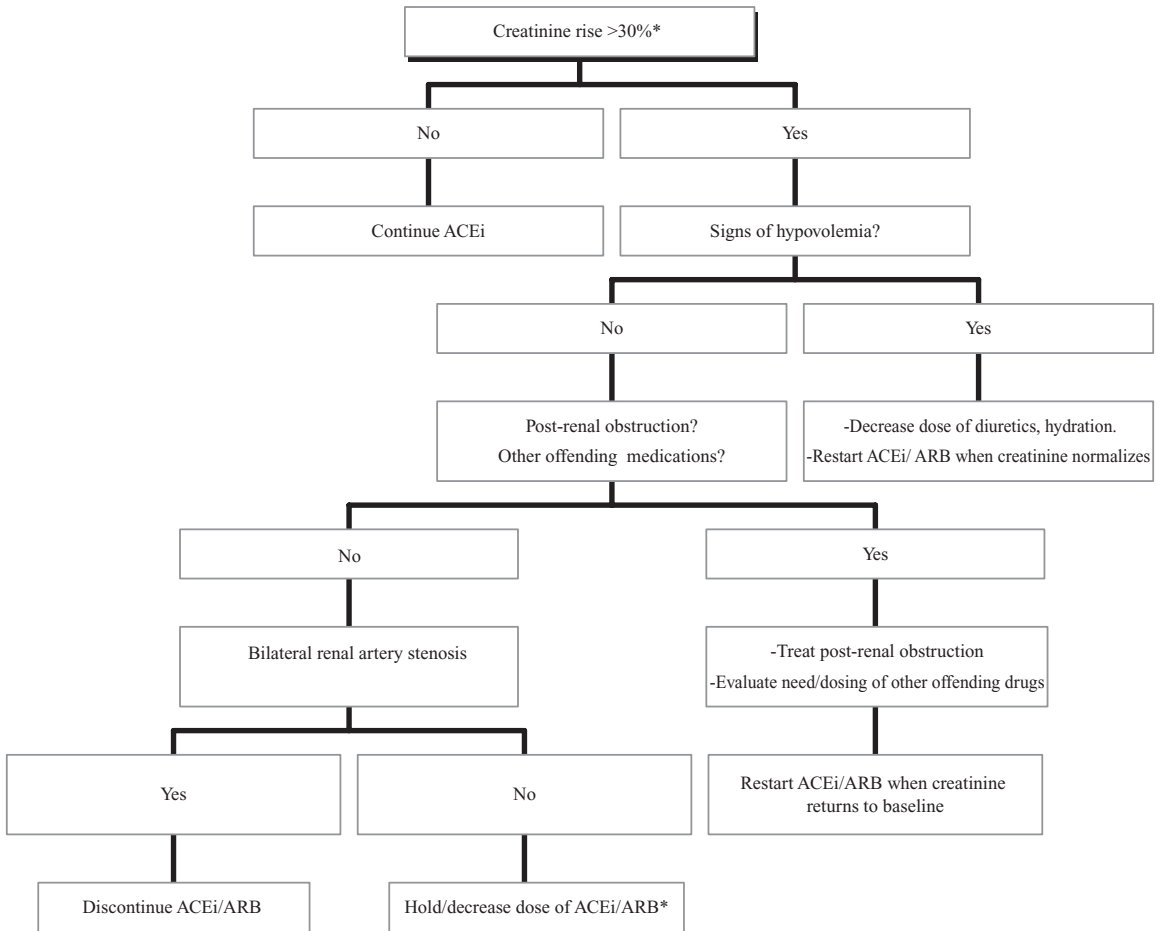 Creatinine rise >30%*
No
Yes
Continue ACEi
Signs of hypovolemia?
No
Yes
Post-renal obstruction?
Other offending medications?
-Decrease dose of diuretics, hydration.
-Restart ACEi/ ARB when creatinine normalizes
No
Yes
Bilateral renal artery stenosis
-Treat post-renal obstruction
-Evaluate need/dosing of other offending drugs
Yes
No
Restart ACEi/ARB when creatinine
returns to baseline
Discontinue ACEi/ARB
Hold/decrease dose of ACEi/ARB*